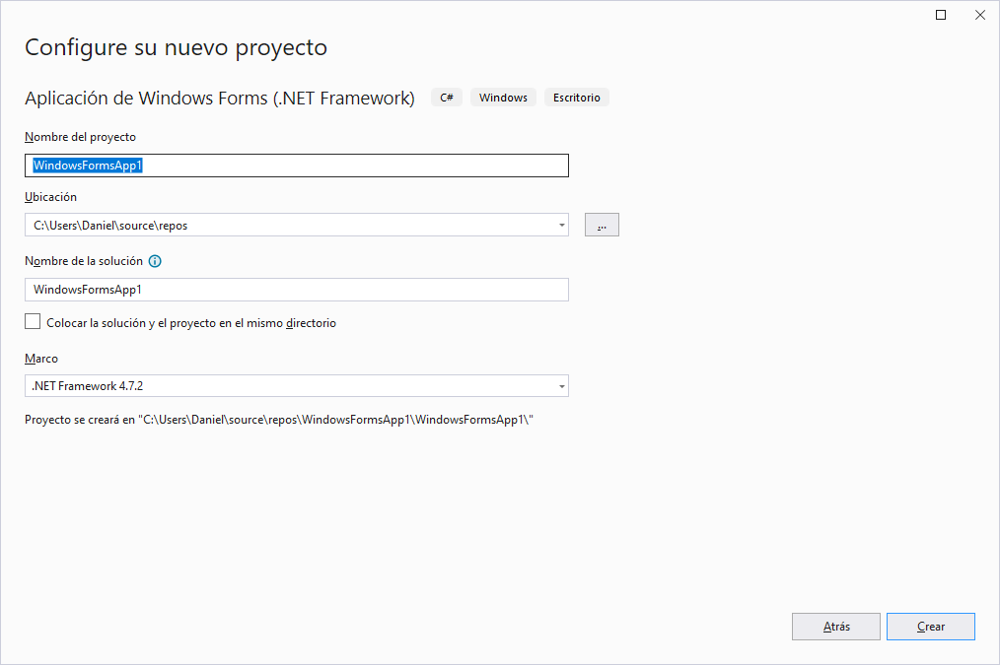 Configure su nuevo proyecto
Aplicación de Windows Forms (.NET Framework) C# Windows Escritorio
Nombre del proyecto
WindowsFormsApp1
Ubicación
C:\Users\Daniel\source\repos
...
Nombre de la solución
WindowsFormsApp1
Colocar la solución y el proyecto en el mismo directorio
Marco
.NET Framework 4.7.2
Proyecto se creará en "C:\Users\Daniel\source\repos\WindowsFormsApp1\WindowsFormsApp1\"
Atrás Crear